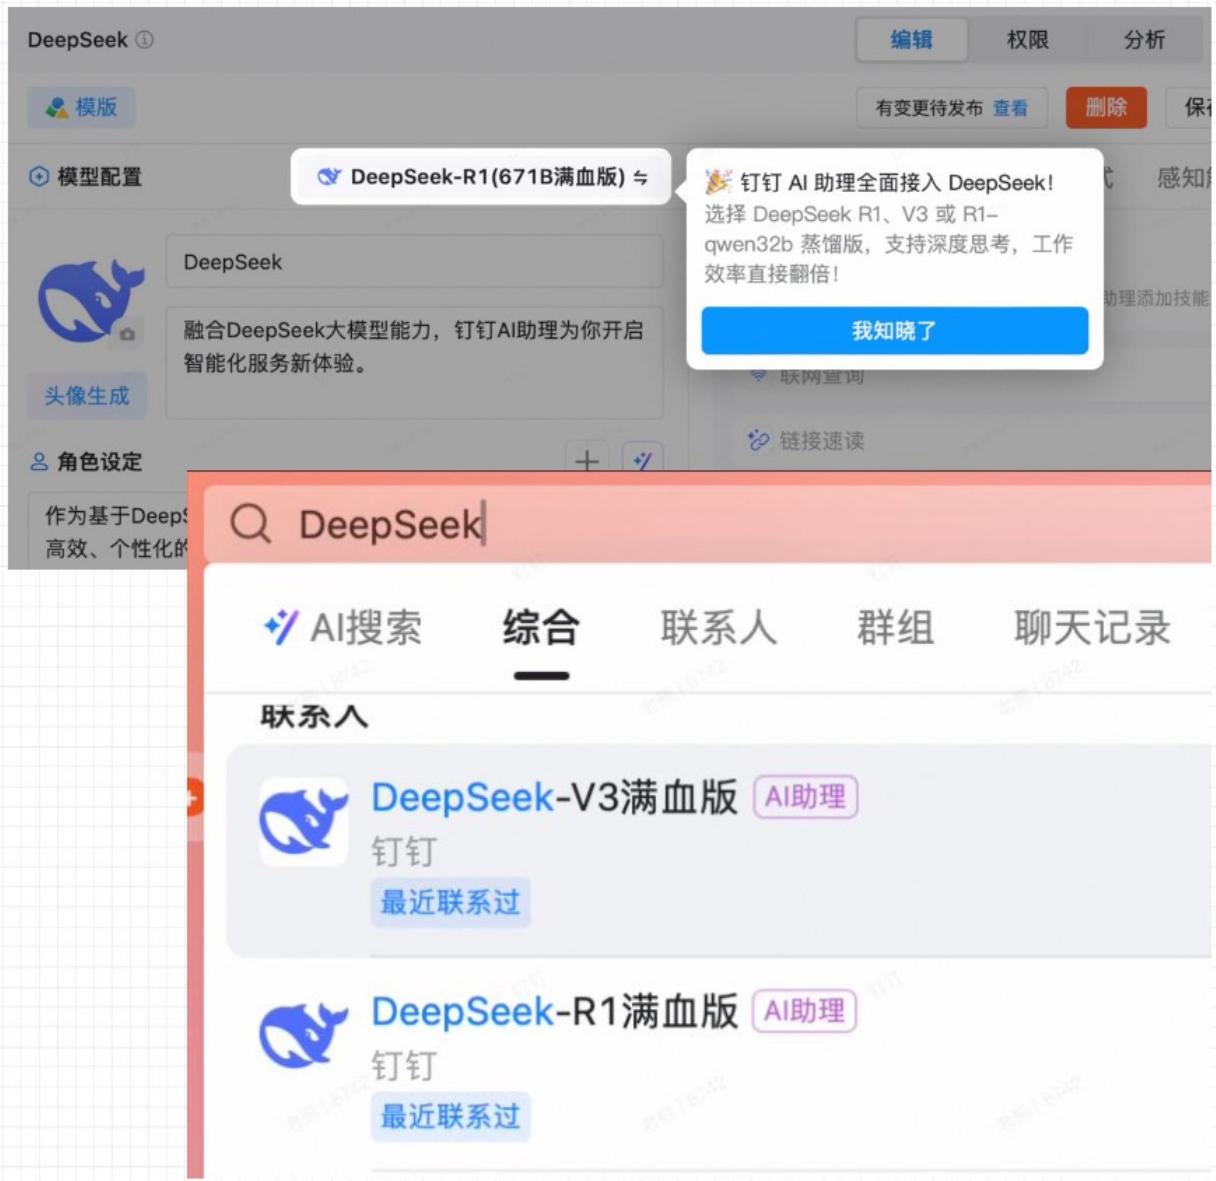 DeepSeek
编辑
权限
分析
模版
有变更待发布 查看
删除
模型配置
DeepSeek-R1(671B满血版)
钉钉 AI 助理全面接入 DeepSeek!
选择 DeepSeek R1、V3 或 R1-
qwen32b 蒸馏版，支持深度思考，工作
效率直接翻倍！
我知晓了
感知
DeepSeek
融合DeepSeek大模型能力，钉钉AI助理为你开启
智能化服务新体验。
头像生成
助理添加技能
联网查询
链接速读
角色设定
作为基于DeepS
高效、个性化的
DeepSeek
AI搜索
综合
联系人
群组
聊天记录
联系人
DeepSeek-V3满血版 AI助理
钉钉
最近联系过
DeepSeek-R1满血版 AI助理
钉钉
最近联系过